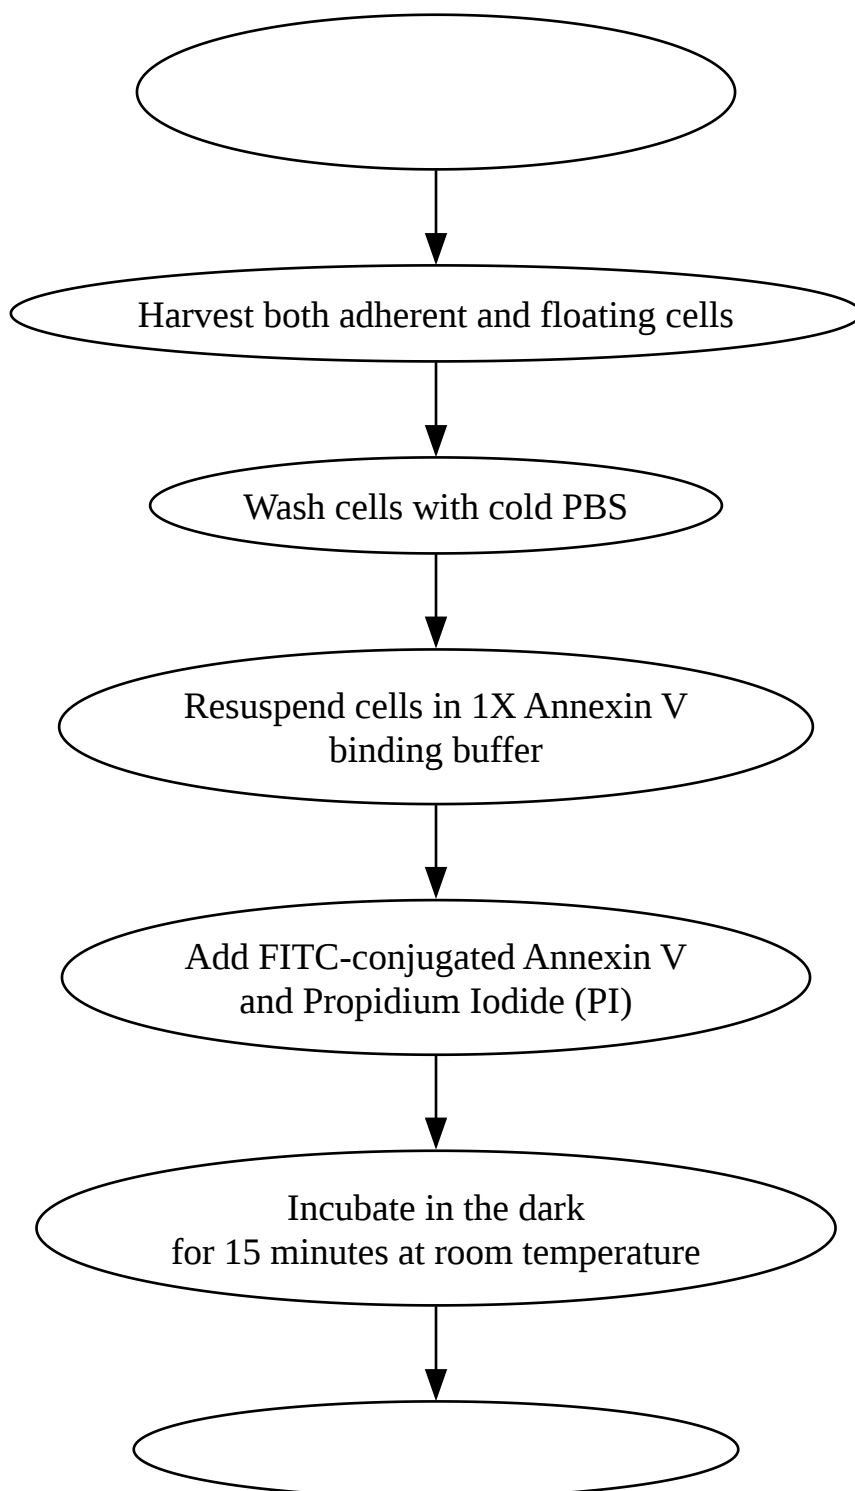 Harvest both adherent and floating cells
Wash cells with cold PBS
Resuspend cells in 1X Annexin V
binding buffer
Add FITC-conjugated Annexin V
and Propidium Iodide (PI)
Incubate in the dark
for 15 minutes at room temperature